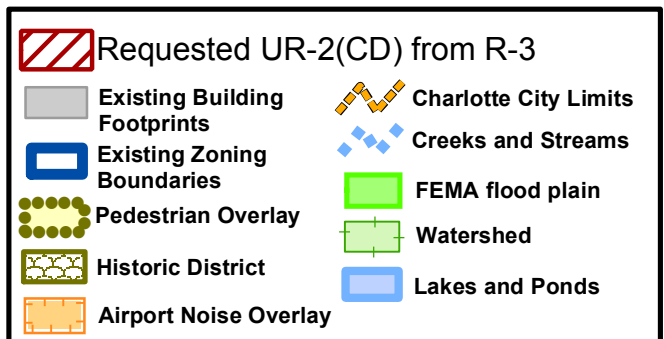 Requested UR-2(CD) from R-3
Existing Building
Footprints
Existing Zoning
Boundaries
Pedestrian Overlay
Historic District
Airport Noise Overlay
Charlotte City Limits
Creeks and Streams
FEMA flood plain
Watershed
Lakes and Ponds